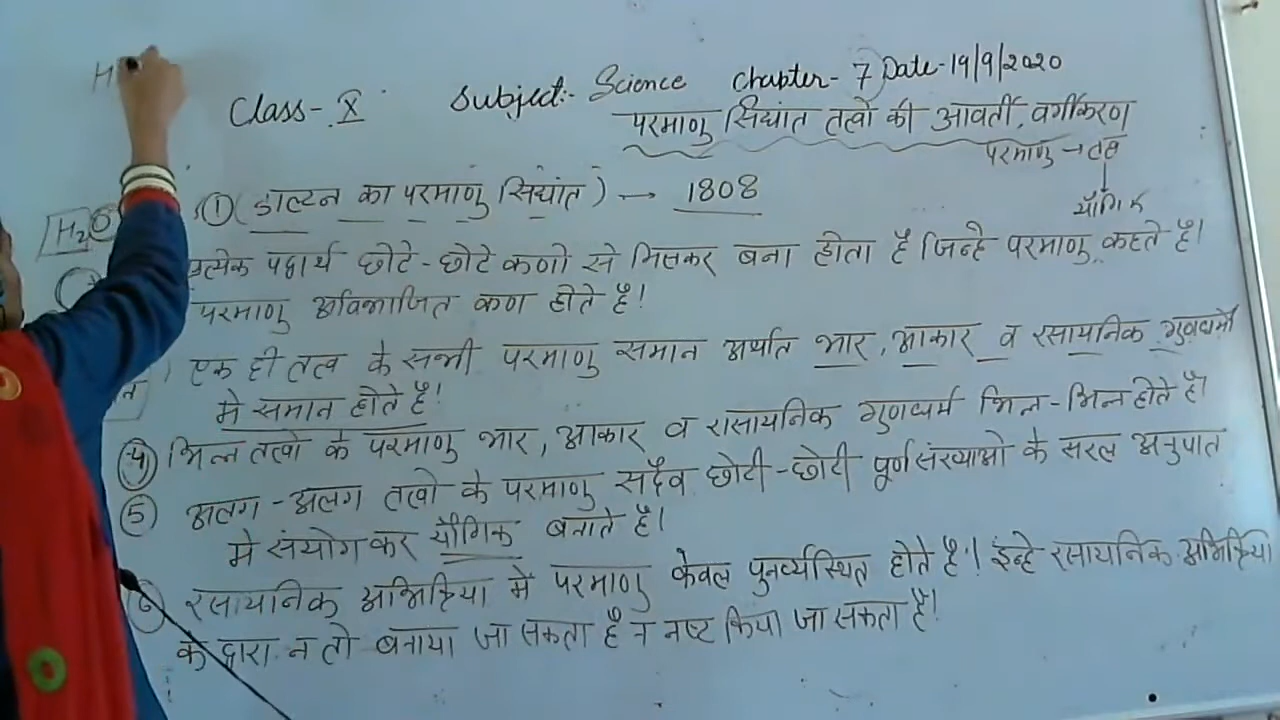 H
Class- X Subject:- Science Chapter- 7 Date-19/9/2020
परमाणु सिधांत तत्वो की आवर्ती वर्गीकरण
परमाणु → तत्व
↓
यौगिक
① (डाल्टन का परमाणु सिधांत) → 1808
H₂O
प्रत्येक पदार्थ छोटे-छोटे कणो से मिलकर बना होता है जिन्हे परमाणु कहते है।
परमाणु अविभाजित कण होते है!
एक ही तत्व के सभी परमाणु समान अर्थात भार, आकार व रसायनिक गुणधर्मो
मे समान होते है!
④ भिन्न तत्वो के परमाणु भार, आकार व रासायनिक गुणधर्म भिन्न-भिन्न होते है।
⑤ अलग-अलग तत्वो के परमाणु सदैव छोटी-छोटी पूर्णसंख्याओ के सरल अनुपात
मे संयोग कर यौगिक बनाते है।
⑥ रसायनिक अभिक्रिया मे परमाणु केवल पुनर्व्यस्थित होते है। इन्हे रसायनिक अभिक्रिया
के द्वारा न तो बनाया जा सकता है न नष्ट किया जा सकता है।